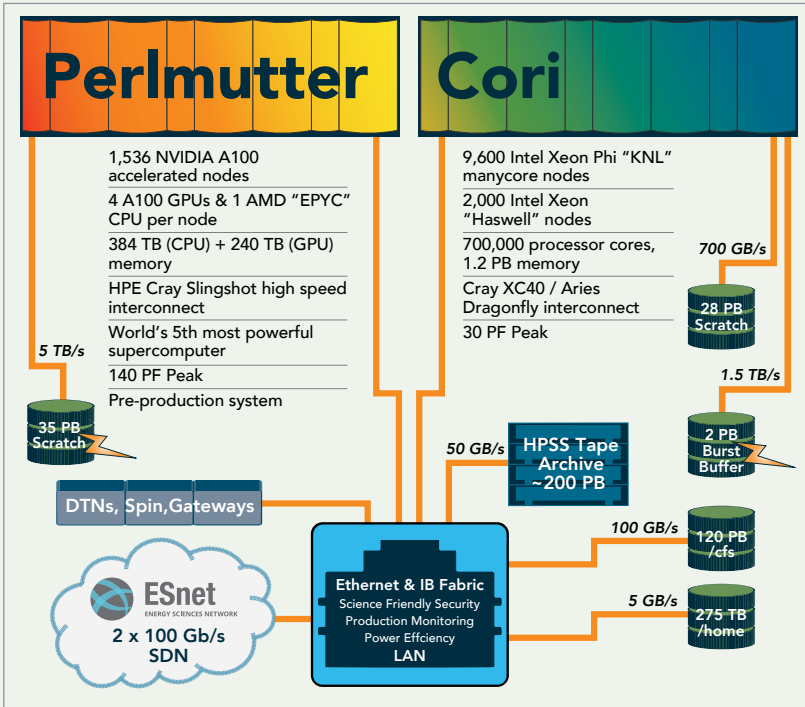 Perlmutter
Cori
1,536 NVIDIA A100
accelerated nodes
4 A100 GPUs & 1 AMD “EPYC”
CPU per node
384 TB (CPU) + 240 TB (GPU)
memory
HPE Cray Slingshot high speed
interconnect
World’s 5th most powerful
supercomputer
140 PF Peak
Pre-production system
9,600 Intel Xeon Phi “KNL”
manycore nodes
2,000 Intel Xeon
“Haswell” nodes
700,000 processor cores,
1.2 PB memory
Cray XC40 / Aries
Dragonfly interconnect
30 PF Peak
700 GB/s
28 PB
Scratch
5 TB/s
35 PB
Scratch
1.5 TB/s
2 PB
Burst
Buffer
50 GB/s
HPSS Tape
Archive
~200 PB
DTNs, Spin,Gateways
100 GB/s
120 PB
/cfs
5 GB/s
275 TB
/home
ESnet
ENERGY SCIENCES NETWORK
2 x 100 Gb/s
SDN
Ethernet & IB Fabric
Science Friendly Security
Production Monitoring
Power Effciency
LAN